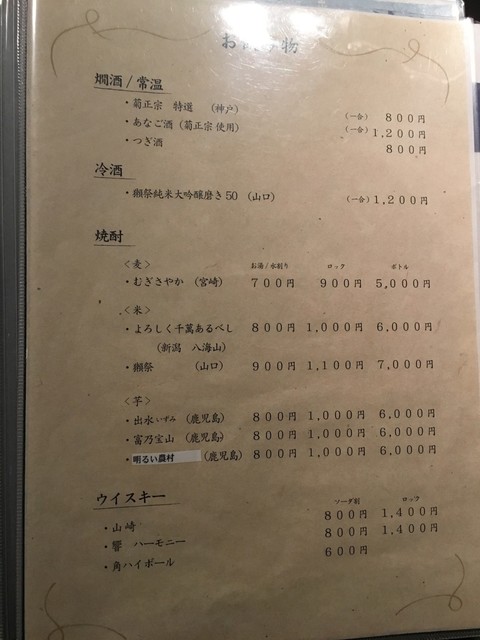 お 物
燗酒 / 常温
・菊正宗 特選 (神戸) (一合) 800円
・あなご酒 (菊正宗 使用) (一合) 1,200円
・つぎ酒 800円
冷酒
・獺祭純米大吟醸磨き50 (山口) (一合) 1,200円
焼酎
<麦> お湯/水割り ロック ボトル
・むぎさやか (宮崎) 700円 900円 5,000円
<米>
・よろしく千萬あるべし 800円 1,000円 6,000円
(新潟 八海山)
・獺祭 (山口) 900円 1,100円 7,000円
<芋>
・出水いずみ (鹿児島) 800円 1,000円 6,000円
・富乃宝山 (鹿児島) 800円 1,000円 6,000円
・明るい農村 (鹿児島) 800円 1,000円 6,000円
ウイスキー
ソーダ割 ロック
・山崎 800円 1,400円
・響 ハーモニー 800円 1,400円
・角ハイボール 600円